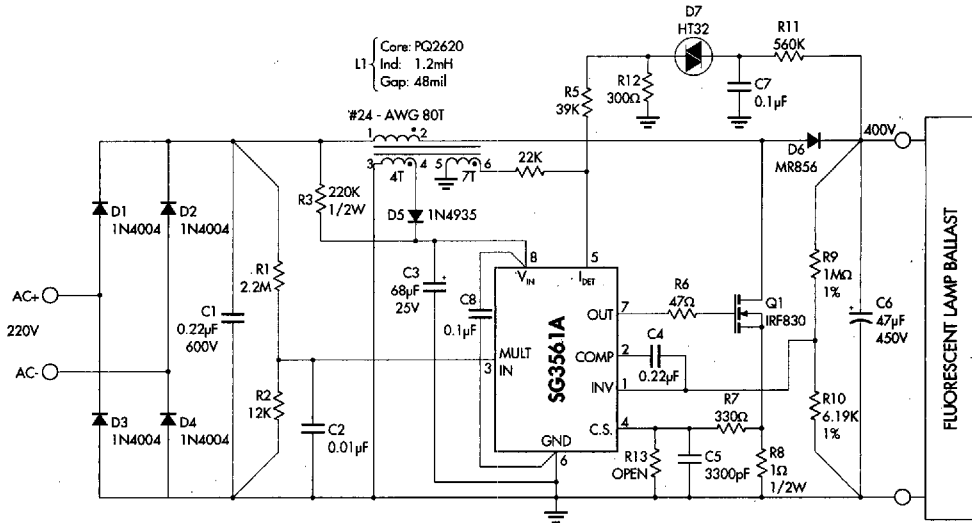 D7
HT32
R11
560K
Core: PQ2620
L1 { Ind: 1.2mH
Gap: 48mil
R12
300Ω
C7
0.1µF
R5
39K
#24 - AWG 80T
1 2
400V
3 4 5 6
4T 7T
22K
D6
MR856
R3 220K
1/2W
D5 1N4935
D1
1N4004
D2
1N4004
R1
2.2M
C3
68µF
25V
C8
0.1µF
8
VIN
5
IDET
R9
1MΩ
1%
AC+
220V
AC-
C1
0.22µF
600V
R6
47Ω
Q1
IRF830
C6
47µF
450V
OUT 7
MULT
IN
3
SG3561A
COMP 2
C4
0.22µF
INV 1
R2
12K
C2
0.01µF
D3
1N4004
D4
1N4004
C.S. 4
GND
6
R7
330Ω
R10
6.19K
1%
R13
OPEN
C5
3300pF
R8
1Ω
1/2W
FLUORESCENT LAMP BALLAST